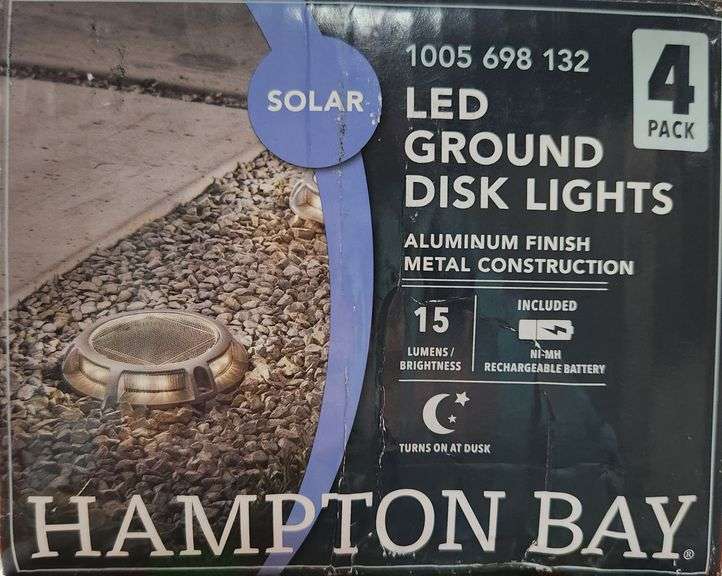 SOLAR
1005 698 132
LED
GROUND
DISK LIGHTS
4
PACK
ALUMINUM FINISH
METAL CONSTRUCTION
15
LUMENS /
BRIGHTNESS
INCLUDED
NI-MH
RECHARGEABLE BATTERY
TURNS ON AT DUSK
HAMPTON BAY®